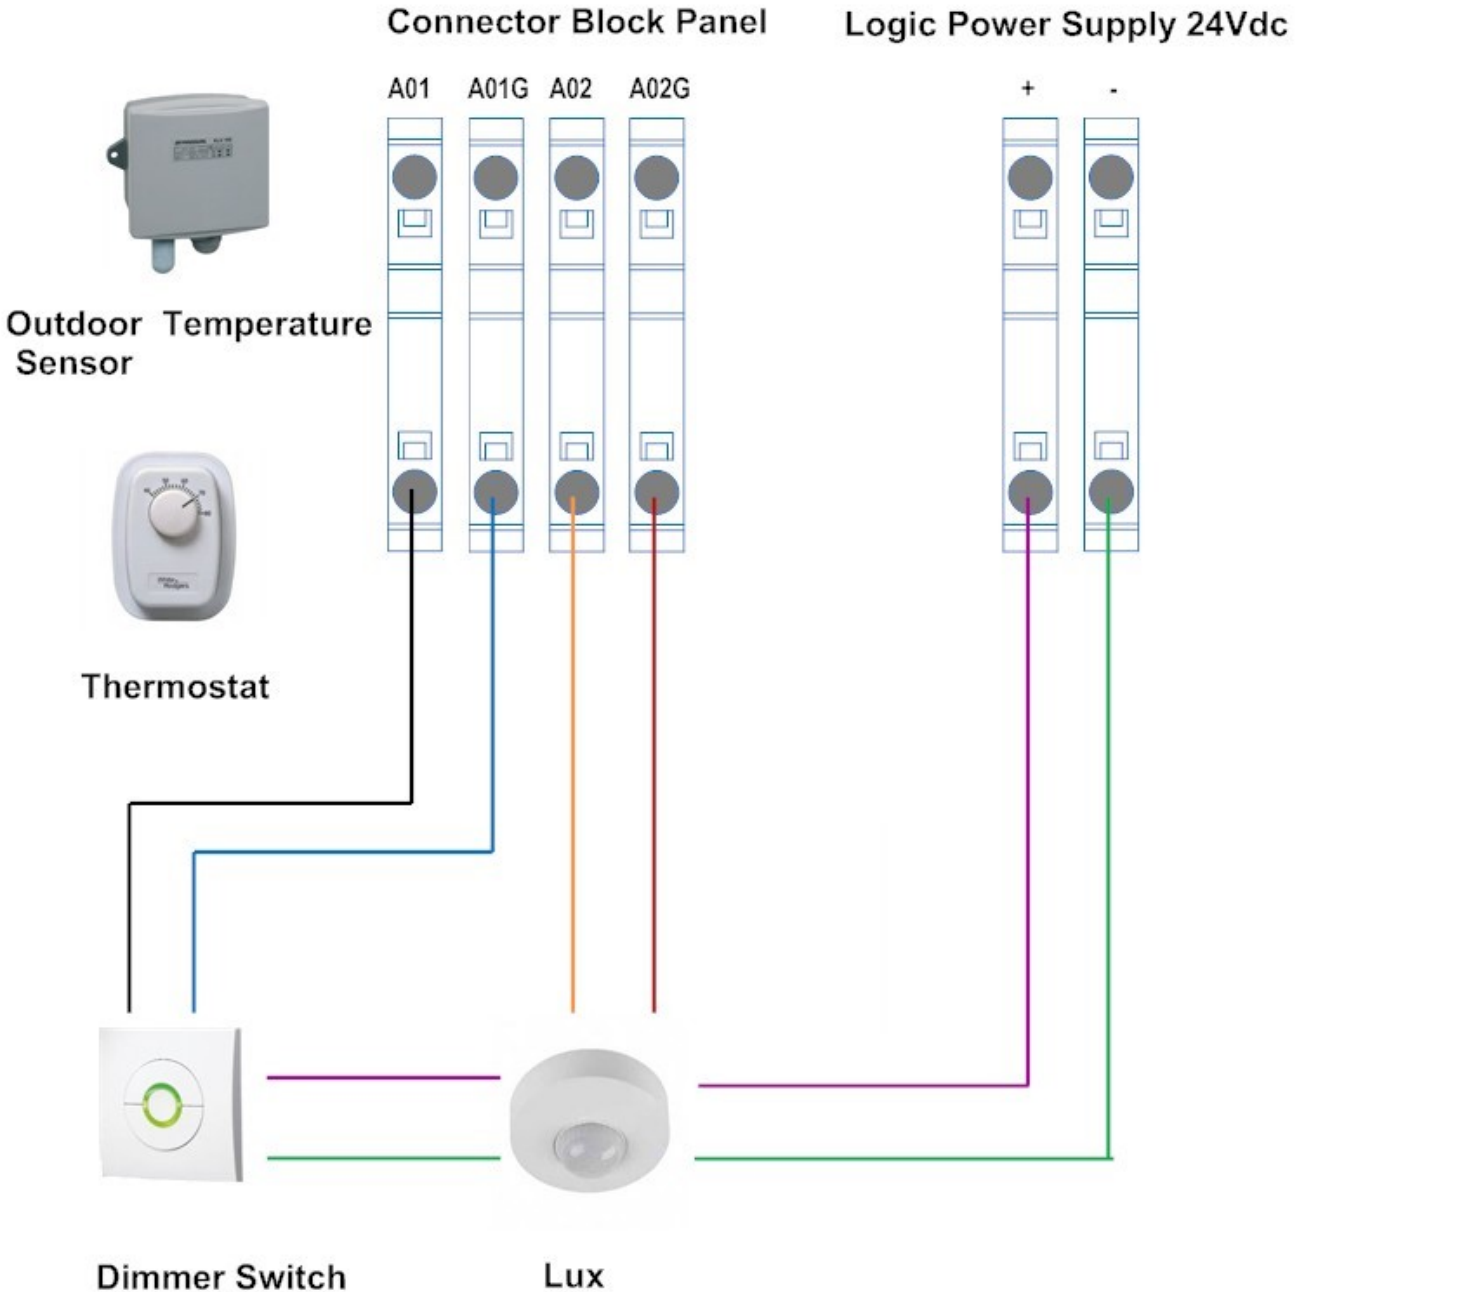 Connector Block Panel
Logic Power Supply 24Vdc
A01 A01G A02 A02G + -
Outdoor Temperature
Sensor
Thermostat
Dimmer Switch
Lux